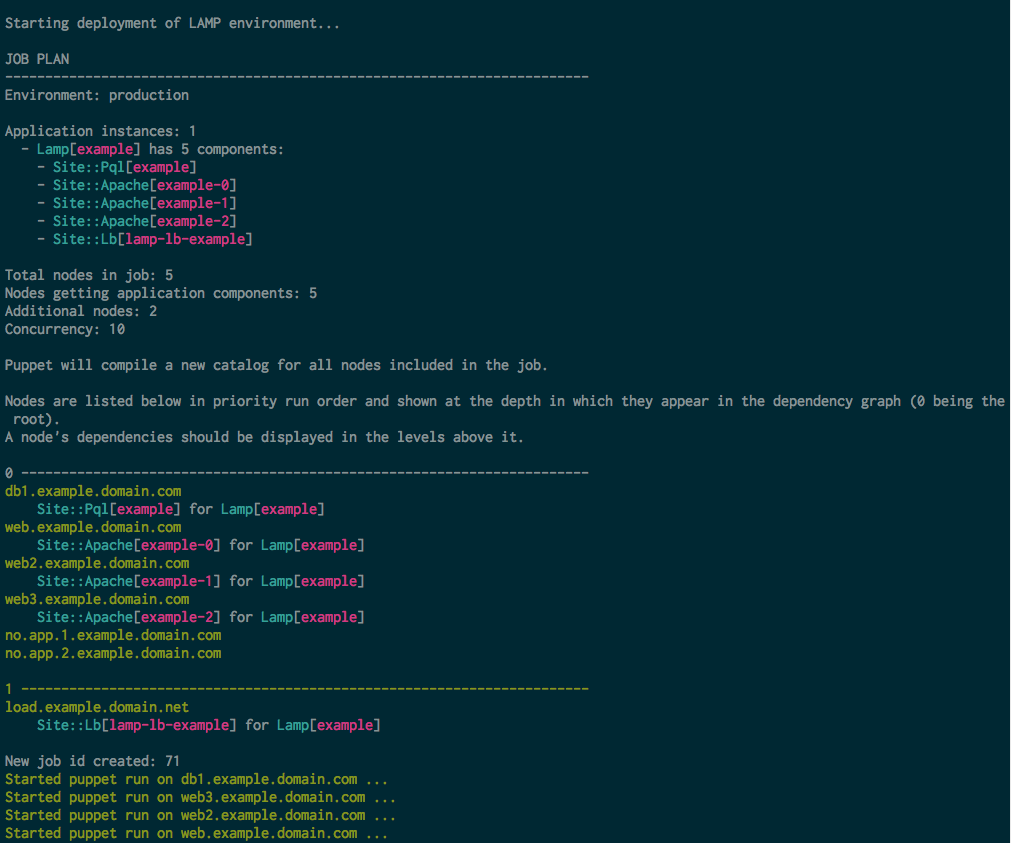 Starting deployment of LAMP environment...
JOB PLAN
-----------------------------------------------------------------------
Environment: production
Application instances: 1
- Lamp[example] has 5 components:
- Site::Pql[example]
- Site::Apache[example-0]
- Site::Apache[example-1]
- Site::Apache[example-2]
- Site::Lb[lamp-lb-example]
Total nodes in job: 5
Nodes getting application components: 5
Additional nodes: 2
Concurrency: 10
Puppet will compile a new catalog for all nodes included in the job.
Nodes are listed below in priority run order and shown at the depth in which they appear in the dependency graph (0 being the
root).
A node's dependencies should be displayed in the levels above it.
0 -----------------------------------------------------------------------
db1.example.domain.com
Site::Pql[example] for Lamp[example]
web.example.domain.com
Site::Apache[example-0] for Lamp[example]
web2.example.domain.com
Site::Apache[example-1] for Lamp[example]
web3.example.domain.com
Site::Apache[example-2] for Lamp[example]
no.app.1.example.domain.com
no.app.2.example.domain.com
1 -----------------------------------------------------------------------
load.example.domain.net
Site::Lb[lamp-lb-example] for Lamp[example]
New job id created: 71
Started puppet run on db1.example.domain.com ...
Started puppet run on web3.example.domain.com ...
Started puppet run on web2.example.domain.com ...
Started puppet run on web.example.domain.com ...